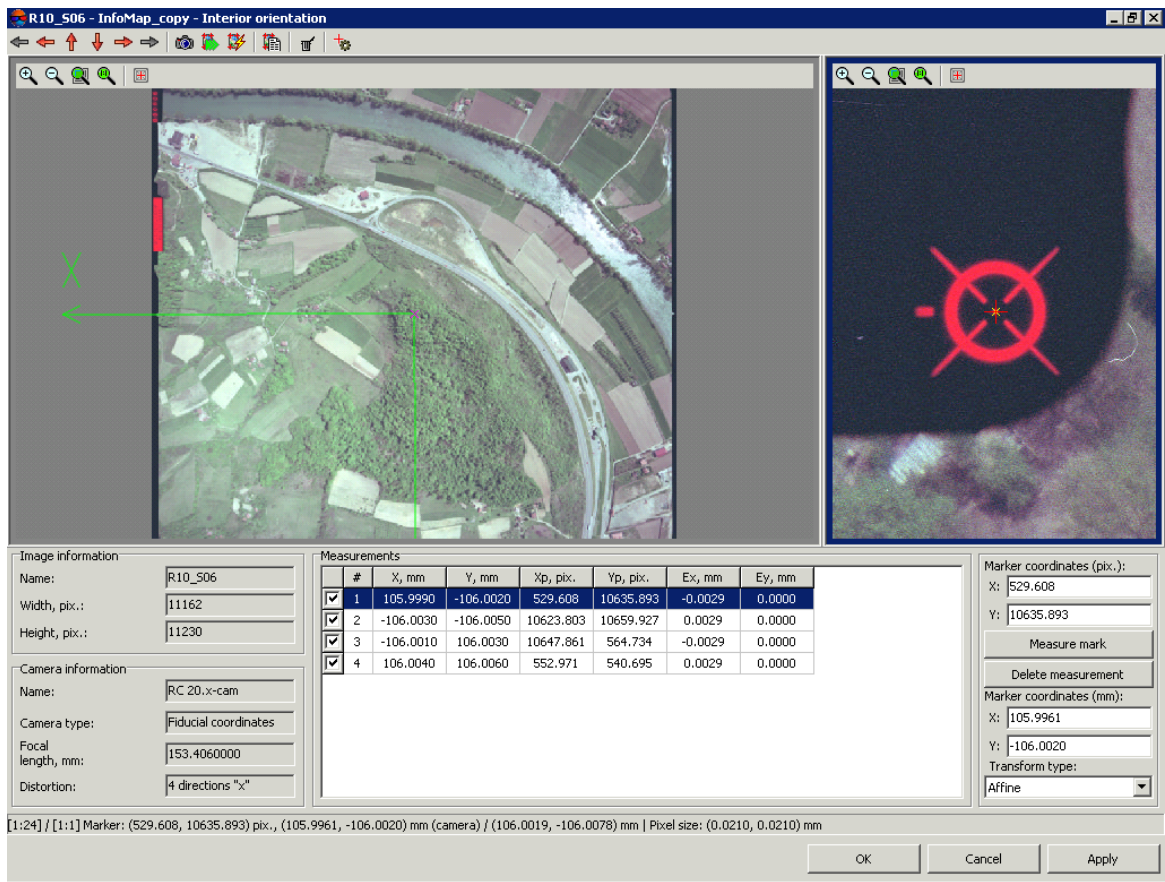 R10_S06 - InfoMap_copy - Interior orientation
X
Image information
Name: R10_S06
Width, pix.: 11162
Height, pix.: 11230
Camera information
Name: RC 20.x-cam
Camera type: Fiducial coordinates
Focal
length, mm: 153.4060000
Distortion: 4 directions "x"
Measurements
# X, mm Y, mm Xp, pix. Yp, pix. Ex, mm Ey, mm
1 105.9990 -106.0020 529.608 10635.893 -0.0029 0.0000
2 -106.0030 -106.0050 10623.803 10659.927 0.0029 0.0000
3 -106.0010 106.0030 10647.861 564.734 -0.0029 0.0000
4 106.0040 106.0060 552.971 540.695 0.0029 0.0000
Marker coordinates (pix.):
X: 529.608
Y: 10635.893
Measure mark
Delete measurement
Marker coordinates (mm):
X: 105.9961
Y: -106.0020
Transform type:
Affine
[1:24] / [1:1] Marker: (529.608, 10635.893) pix., (105.9961, -106.0020) mm (camera) / (106.0019, -106.0078) mm | Pixel size: (0.0210, 0.0210) mm
OK Cancel Apply